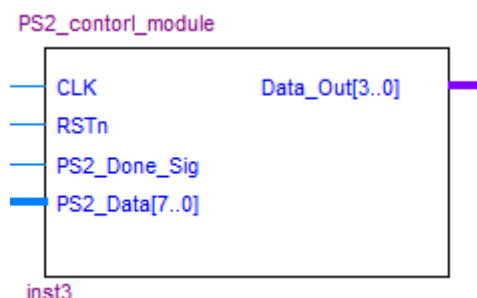 PS2_contorl_module
CLK
Data_Out[3..0]
RSTn
PS2_Done_Sig
PS2_Data[7..0]
inst3